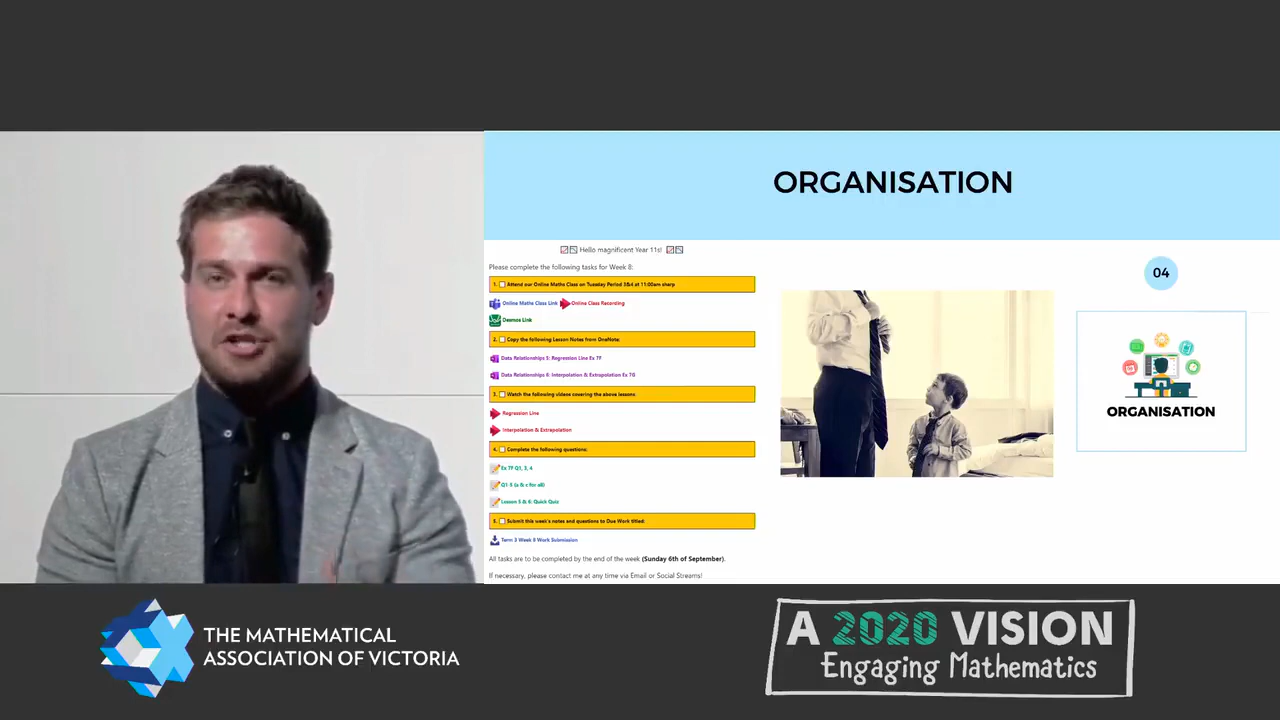 ORGANISATION
Hello magnificent Year 11s!
Please complete the following tasks for Week 8:
1. Attend our Online Maths Class on Tuesday Period 3&4 at 11:00am sharp
Online Maths Class Link Online Class Recording
Desmos Link
2. Copy the following Lesson Notes from OneNote:
Data Relationships 5: Regression Line Ex 7F
Data Relationships 6: Interpolation & Extrapolation Ex 7G
3. Watch the following videos covering the above lessons
Regression Line
Interpolation & Extrapolation
4. Complete the following questions:
Ex 7F Q1, 3, 4
Q1-5 (a & c for all)
Lesson 5 & 6: Quick Quiz
5. Submit this week's notes and questions to Due Work titled:
Term 3 Week 8 Work Submission
All tasks are to be completed by the end of the week (Sunday 6th of September).
If necessary, please contact me at any time via Email or Social Streams!
04
ORGANISATION
THE MATHEMATICAL
ASSOCIATION OF VICTORIA
A 2020 VISION
Engaging Mathematics